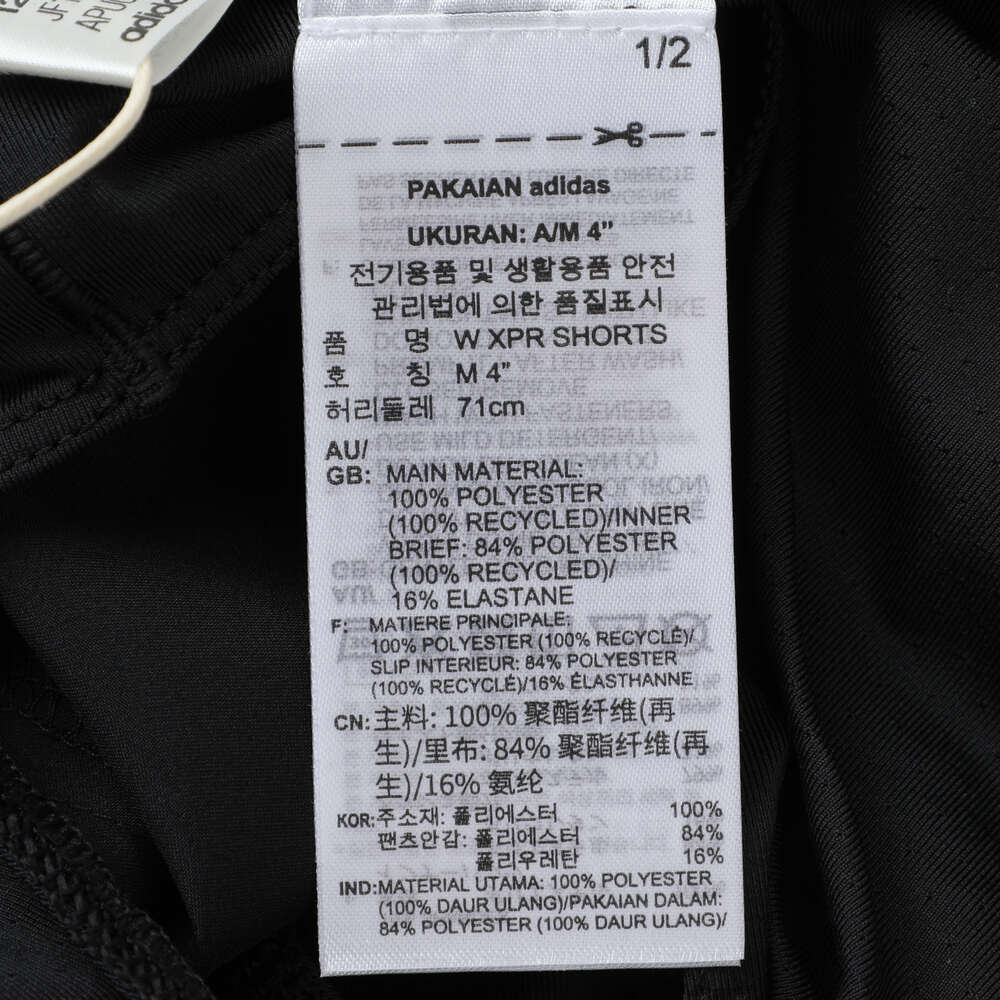 12
JF1
APU0
adidas
1/2
PAKAIAN adidas
UKURAN: A/M 4"
전기용품 및 생활용품 안전
관리법에 의한 품질표시
품 명 W XPR SHORTS
호 칭 M 4"
허리둘레 71cm
AU/
GB: MAIN MATERIAL:
100% POLYESTER
(100% RECYCLED)/INNER
BRIEF: 84% POLYESTER
(100% RECYCLED)/
16% ELASTANE
F: MATIERE PRINCIPALE:
100% POLYESTER (100% RECYCLÉ)/
SLIP INTERIEUR: 84% POLYESTER
(100% RECYCLÉ)/16% ÉLASTHANNE
CN: 主料: 100% 聚酯纤维(再
生)/里布: 84% 聚酯纤维(再
生)/16% 氨纶
KOR: 주소재: 폴리에스터 100%
팬츠안감: 폴리에스터 84%
폴리우레탄 16%
IND: MATERIAL UTAMA: 100% POLYESTER
(100% DAUR ULANG)/PAKAIAN DALAM:
84% POLYESTER (100% DAUR ULANG)/